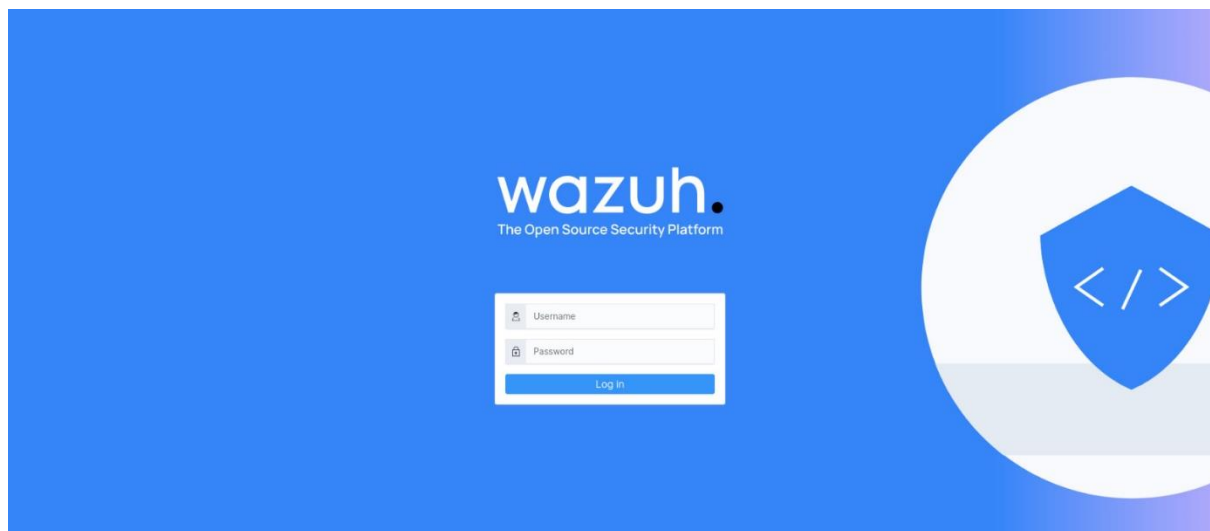 wazuh.
The Open Source Security Platform
Username
Password
Log in
</>